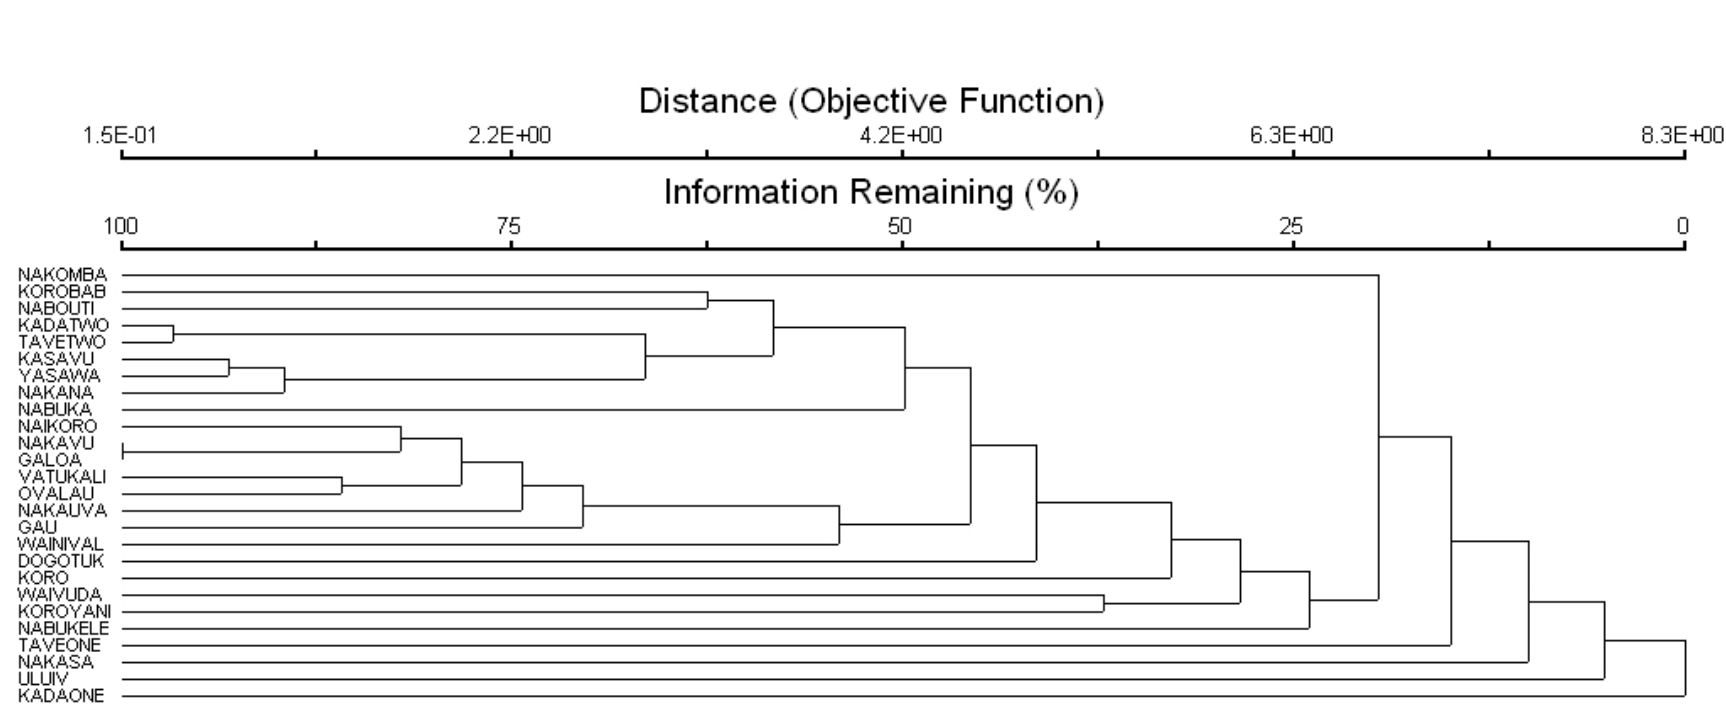 Distance (Objective Function)
1.5E-01 2.2E+00 4.2E+00 6.3E+00 8.3E+00
Information Remaining (%)
100 75 50 25 0
NAKOMBA
KOROBAB
NABOUTI
KADATWO
TAVETWO
KASAVU
YASAWA
NAKANA
NABUKA
NAIKORO
NAKAVU
GALOA
VATUKALI
OVALAU
NAKAUVA
GAU
WAINIVAL
DOGOTUK
KORO
WAIVUDA
KOROYANI
NABUKELE
TAVEONE
NAKASA
ULUIV
KADAONE